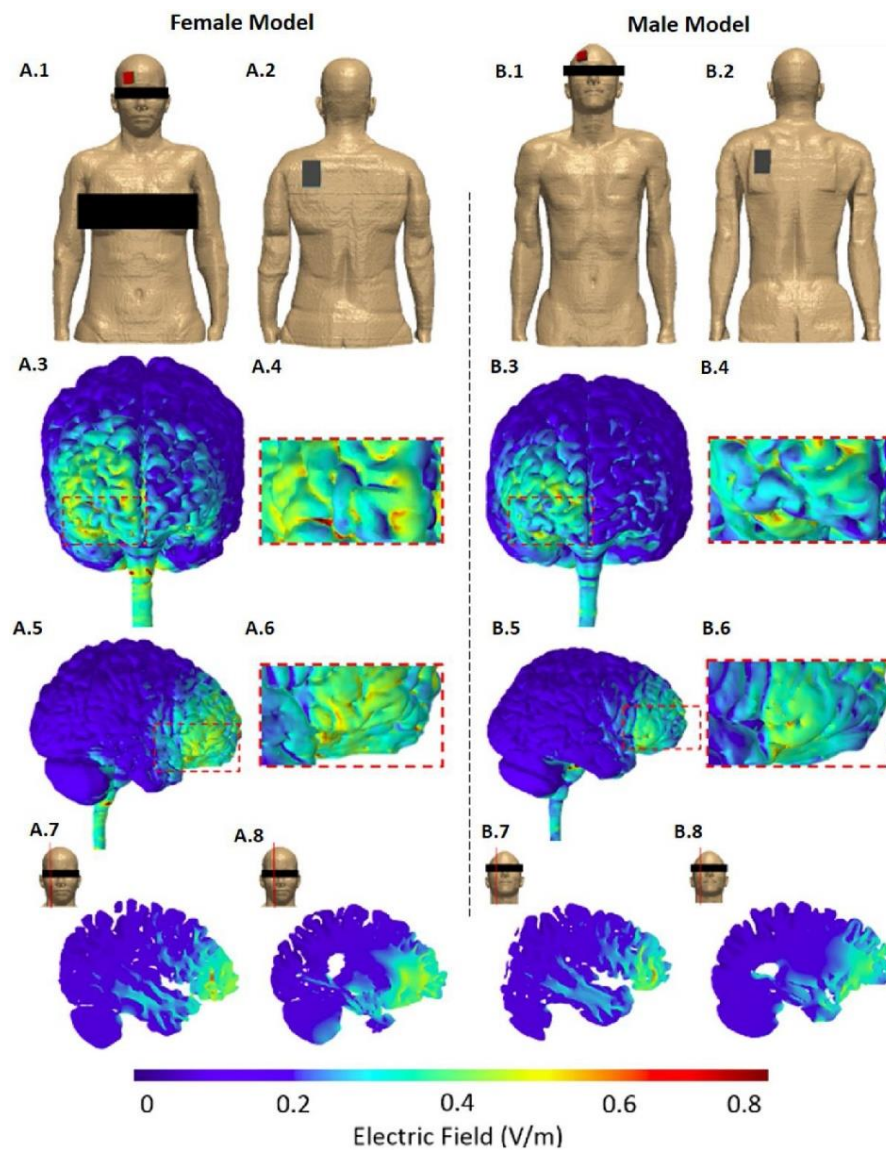 Female Model
Male Model
A.1
A.2
B.1
B.2
A.3
A.4
B.3
B.4
A.5
A.6
B.5
B.6
A.7
A.8
B.7
B.8
0
0.2
0.4
0.6
0.8
Electric Field (V/m)